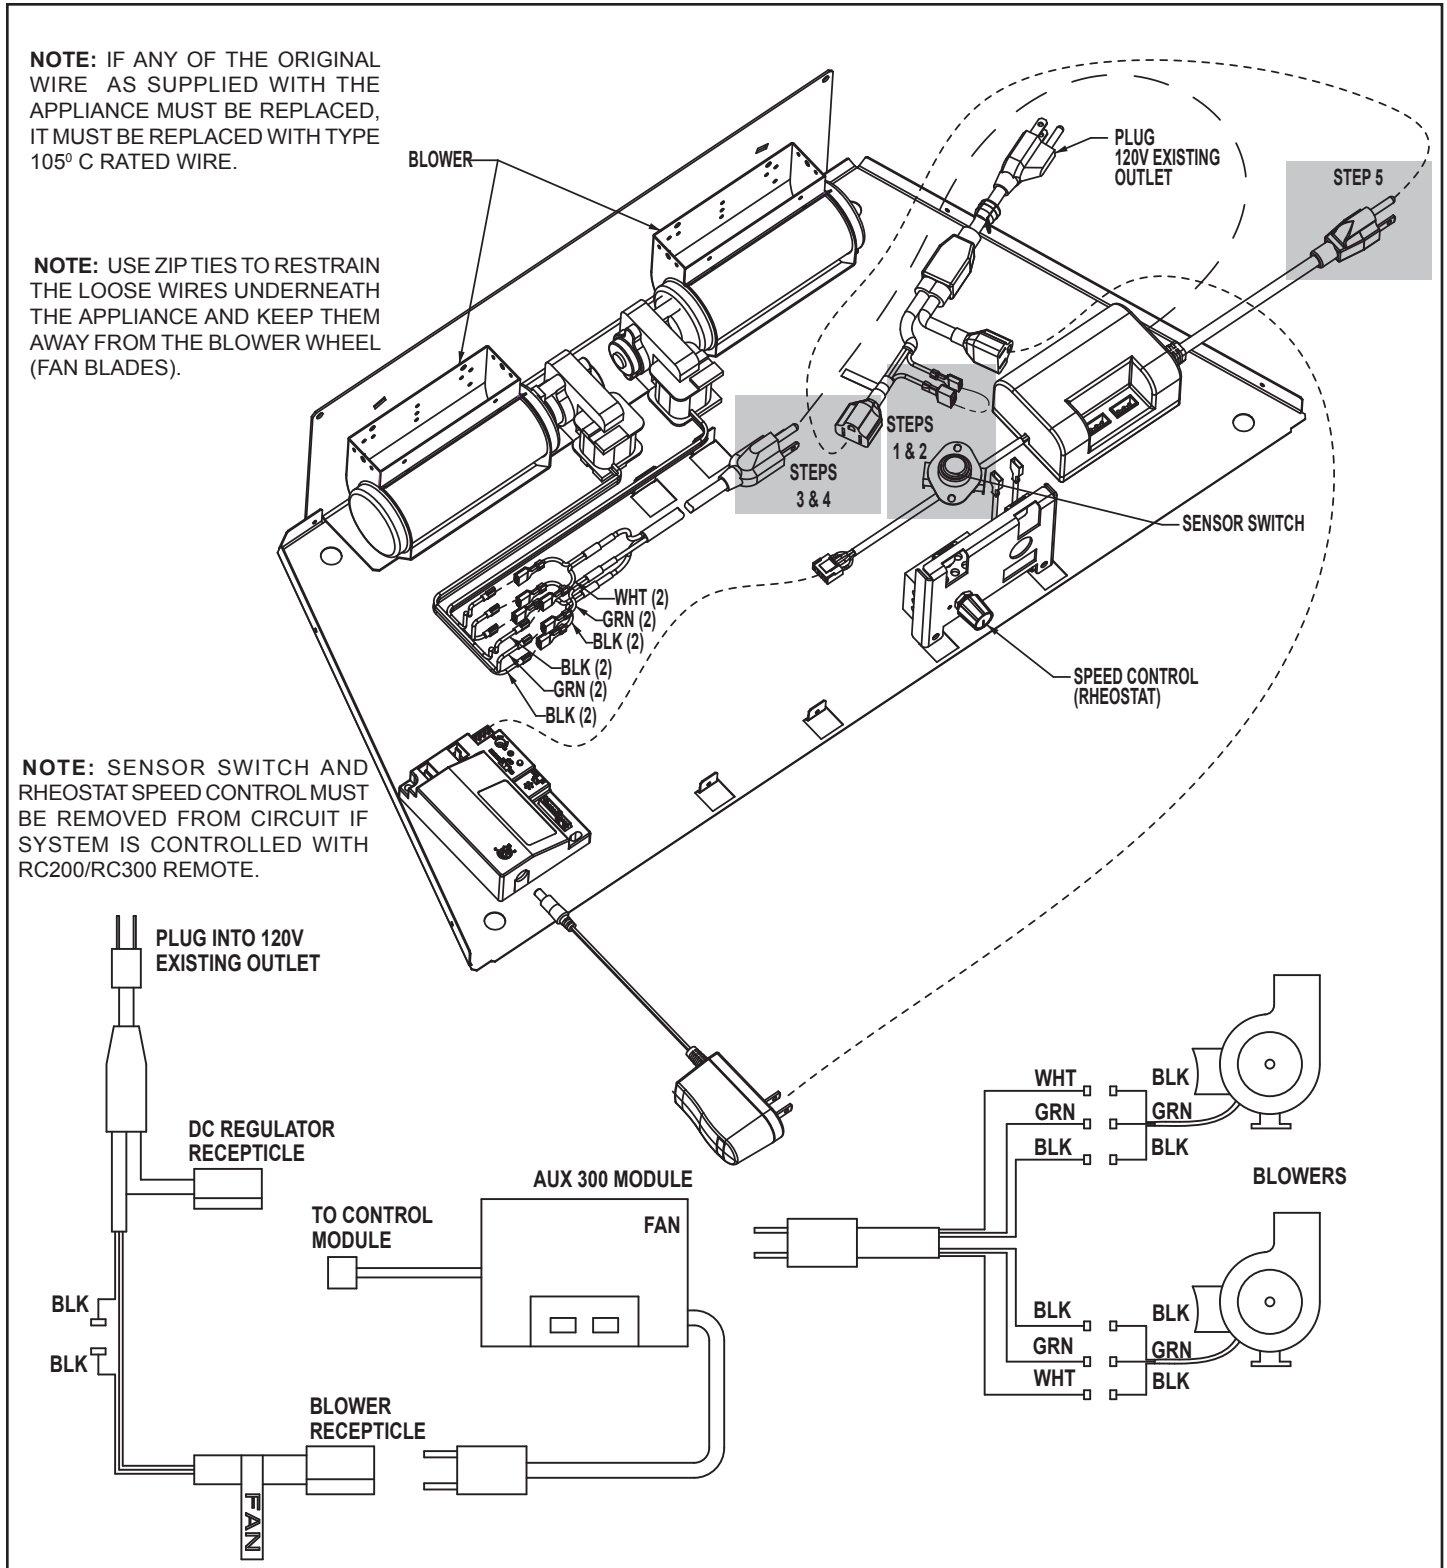 NOTE: IF ANY OF THE ORIGINAL
WIRE AS SUPPLIED WITH THE
APPLIANCE MUST BE REPLACED,
IT MUST BE REPLACED WITH TYPE
105⁰ C RATED WIRE.
BLOWER
PLUG
120V EXISTING
OUTLET
STEP 5
NOTE: USE ZIP TIES TO RESTRAIN
THE LOOSE WIRES UNDERNEATH
THE APPLIANCE AND KEEP THEM
AWAY FROM THE BLOWER WHEEL
(FAN BLADES).
STEPS
1 & 2
STEPS
3 & 4
SENSOR SWITCH
WHT (2)
GRN (2)
BLK (2)
BLK (2)
GRN (2)
BLK (2)
SPEED CONTROL
(RHEOSTAT)
NOTE: SENSOR SWITCH AND
RHEOSTAT SPEED CONTROL MUST
BE REMOVED FROM CIRCUIT IF
SYSTEM IS CONTROLLED WITH
RC200/RC300 REMOTE.
PLUG INTO 120V
EXISTING OUTLET
DC REGULATOR
RECEPTICLE
BLK
BLK
BLOWER
RECEPTICLE
FAN
TO CONTROL
MODULE
AUX 300 MODULE
FAN
WHT
BLK
GRN
GRN
BLK
BLK
BLOWERS
BLK
BLK
GRN
GRN
WHT
BLK